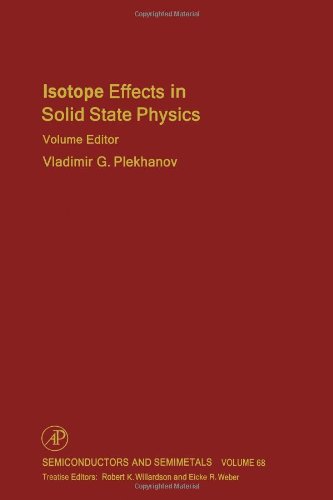 Isotope Effects in
Solid State Physics
Volume Editor
Vladimir G. Plekhanov
AP
SEMICONDUCTORS AND SEMIMETALS VOLUME 68
Treatise Editors: Robert K. Willardson and Eicke R. Weber